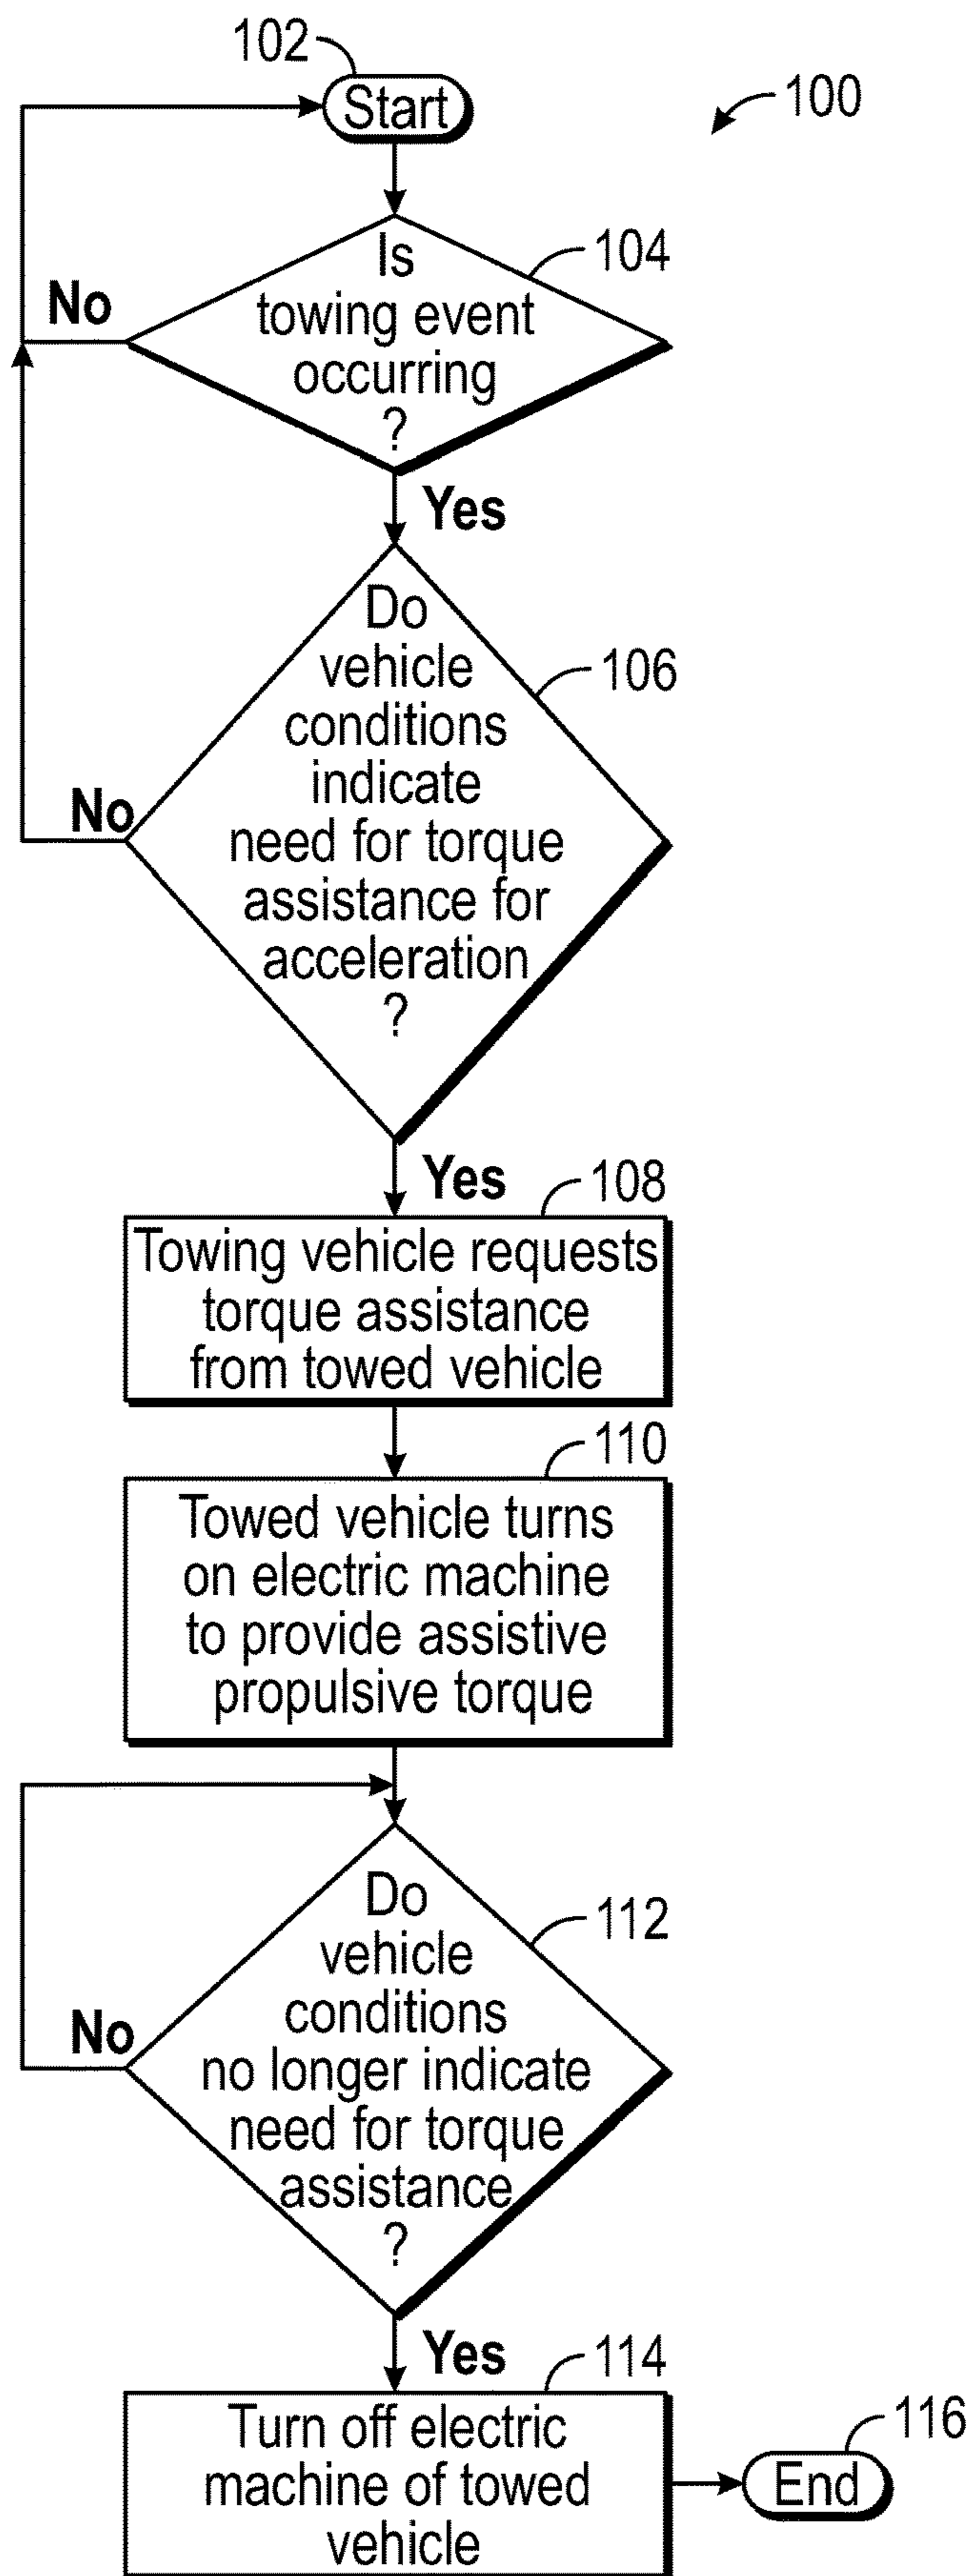 102
Start
100
Is
towing event
occurring
?
104
No
Yes
Do
vehicle
conditions
indicate
need for torque
assistance for
acceleration
?
106
No
Yes
108
Towing vehicle requests
torque assistance
from towed vehicle
110
Towed vehicle turns
on electric machine
to provide assistive
propulsive torque
Do
vehicle
conditions
no longer indicate
need for torque
assistance
?
112
No
Yes
114
Turn off electric
machine of towed
vehicle
116
End